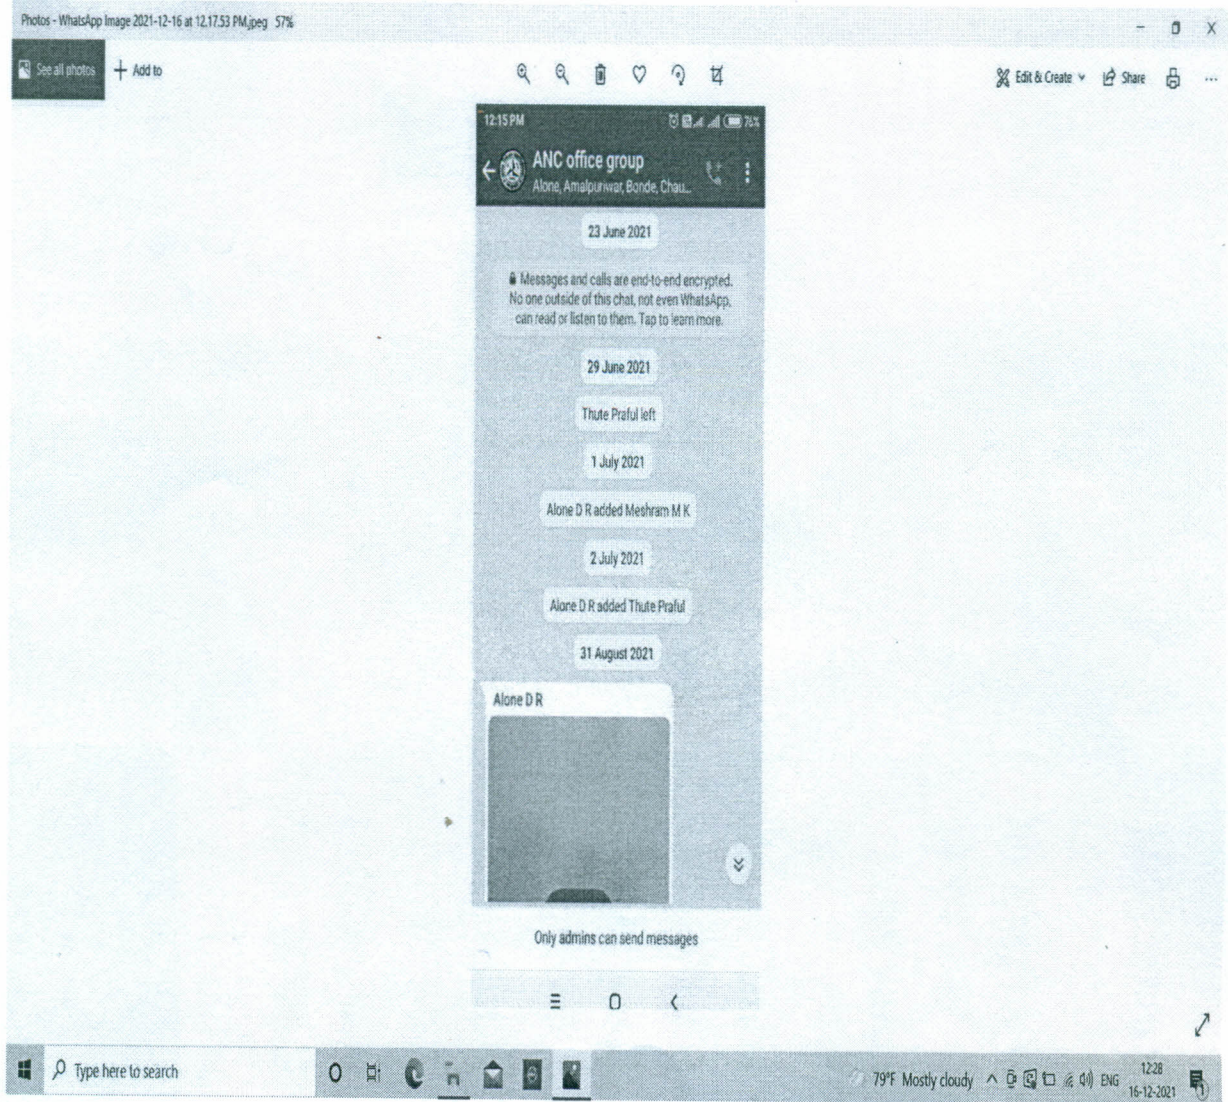 Photos - WhatsApp Image 2021-12-16 at 12.17.53 PM.jpeg 57%
See all photos + Add to
Edit & Create Share
12:15 PM 76%
ANC office group
Alone, Amalpuriwar, Bonde, Chau...
23 June 2021
Messages and calls are end-to-end encrypted.
No one outside of this chat, not even WhatsApp,
can read or listen to them. Tap to learn more.
29 June 2021
Thute Praful left
1 July 2021
Alone D R added Meshram M K
2 July 2021
Alone D R added Thute Praful
31 August 2021
Alone D R
Only admins can send messages
Type here to search
79°F Mostly cloudy ENG 12:28
16-12-2021
1